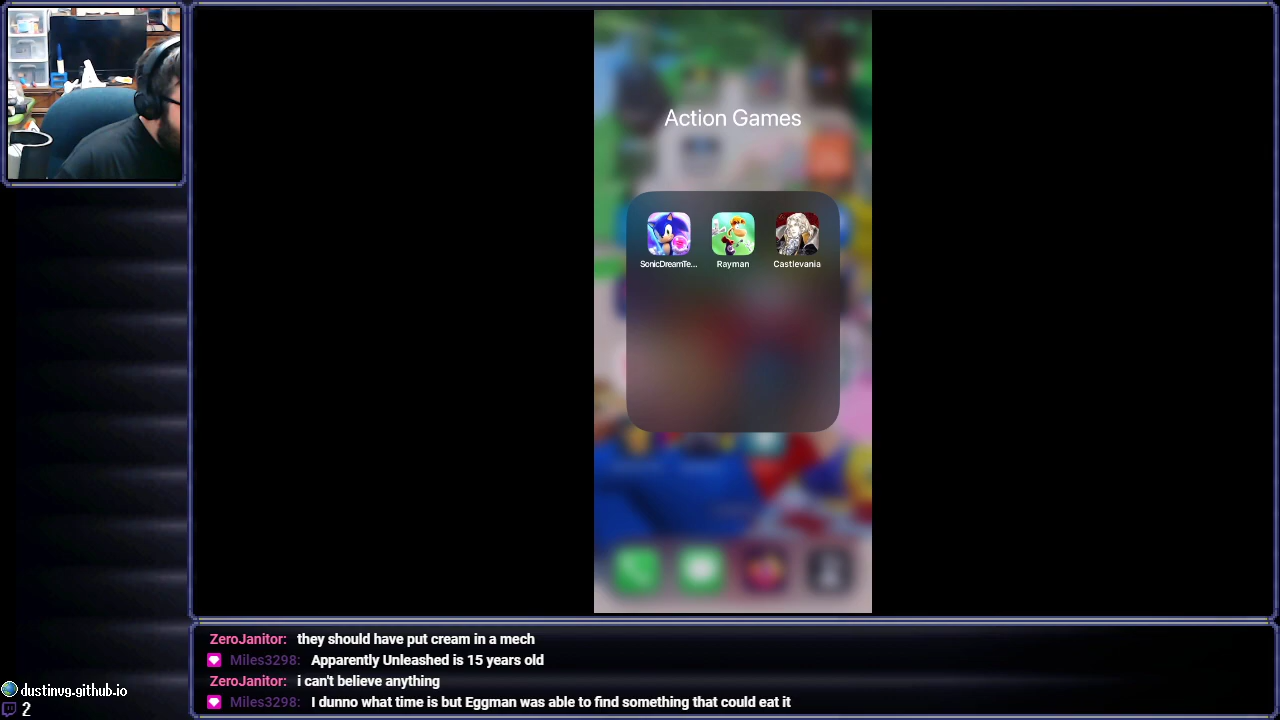 Action Games
SonicDreamTe...
Rayman
Castlevania
ZeroJanitor: they should have put cream in a mech
Miles3298: Apparently Unleashed is 15 years old
ZeroJanitor: i can't believe anything
Miles3298: I dunno what time is but Eggman was able to find something that could eat it
dustinvg.github.io
2